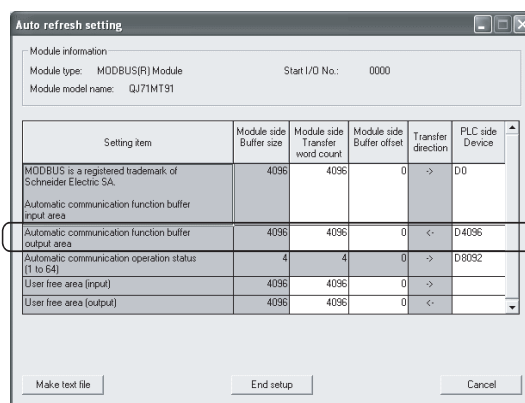 Auto refresh setting
Module information
Module type: MODBUS(R) Module Start I/O No.: 0000
Module model name: QJ71MT91
Setting item Module side Buffer size Module side Transfer word count Module side Buffer offset Transfer direction PLC side Device
MODBUS is a registered trademark of
Schneider Electric SA.
Automatic communication function buffer
input area 4096 4096 0 -> D0
Automatic communication function buffer
output area 4096 4096 0 <- D4096
Automatic communication operation status
(1 to 64) 4 4 0 -> D8092
User free area (input) 4096 4096 0 ->
User free area (output) 4096 4096 0 <-
Make text file End setup Cancel